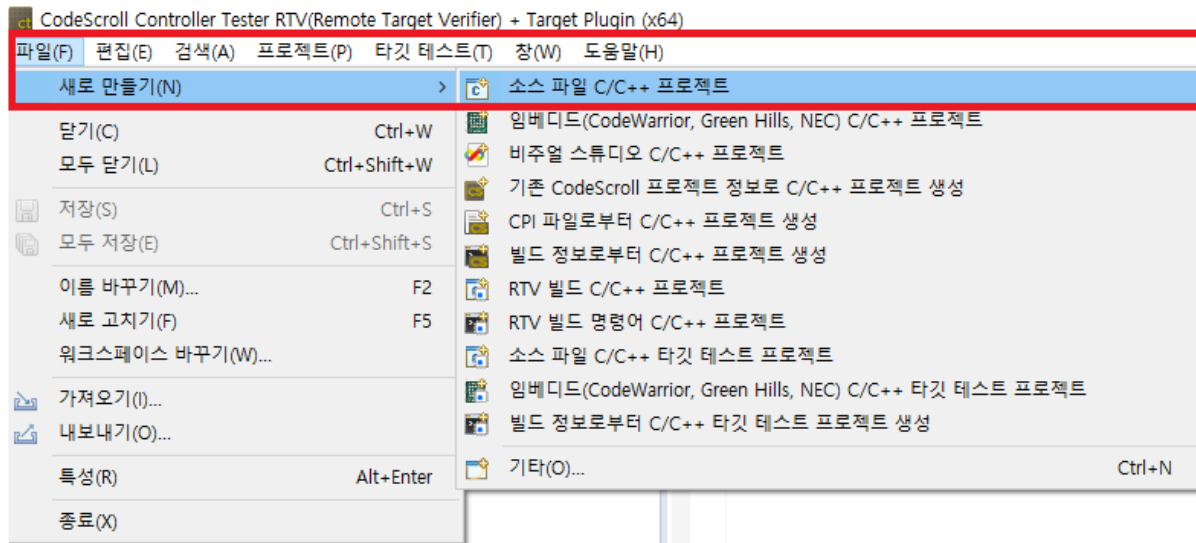 CodeScroll Controller Tester RTV(Remote Target Verifier) + Target Plugin (x64)
파일(F) 편집(E) 검색(A) 프로젝트(P) 타깃 테스트(T) 창(W) 도움말(H)
새로 만들기(N) >
닫기(C) Ctrl+W
모두 닫기(L) Ctrl+Shift+W
저장(S) Ctrl+S
모두 저장(E) Ctrl+Shift+S
이름 바꾸기(M)... F2
새로 고치기(F) F5
워크스페이스 바꾸기(W)...
가져오기(I)...
내보내기(O)...
특성(R) Alt+Enter
종료(X)
소스 파일 C/C++ 프로젝트
임베디드(CodeWarrior, Green Hills, NEC) C/C++ 프로젝트
비주얼 스튜디오 C/C++ 프로젝트
기존 CodeScroll 프로젝트 정보로 C/C++ 프로젝트 생성
CPI 파일로부터 C/C++ 프로젝트 생성
빌드 정보로부터 C/C++ 프로젝트 생성
RTV 빌드 C/C++ 프로젝트
RTV 빌드 명령어 C/C++ 프로젝트
소스 파일 C/C++ 타깃 테스트 프로젝트
임베디드(CodeWarrior, Green Hills, NEC) C/C++ 타깃 테스트 프로젝트
빌드 정보로부터 C/C++ 타깃 테스트 프로젝트 생성
기타(O)... Ctrl+N